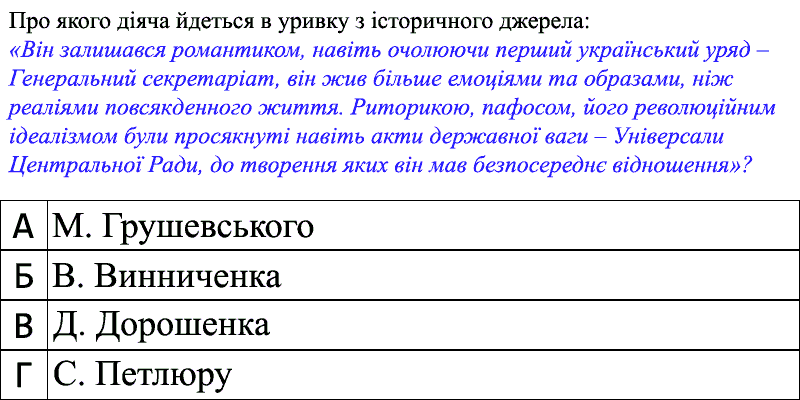 Про якого діяча йдеться в уривку з історичного джерела:
«Він залишався романтиком, навіть очолюючи перший український уряд –
Генеральний секретаріат, він жив більше емоціями та образами, ніж
реаліями повсякденного життя. Риторикою, пафосом, його революційним
ідеалізмом були просякнуті навіть акти державної ваги – Універсали
Центральної Ради, до творення яких він мав безпосереднє відношення»?
А М. Грушевського
Б В. Винниченка
В Д. Дорошенка
Г С. Петлюру